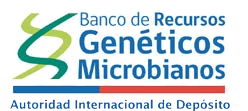 Banco de Recursos
Genéticos
Microbianos
Autoridad Internacional de Depósito